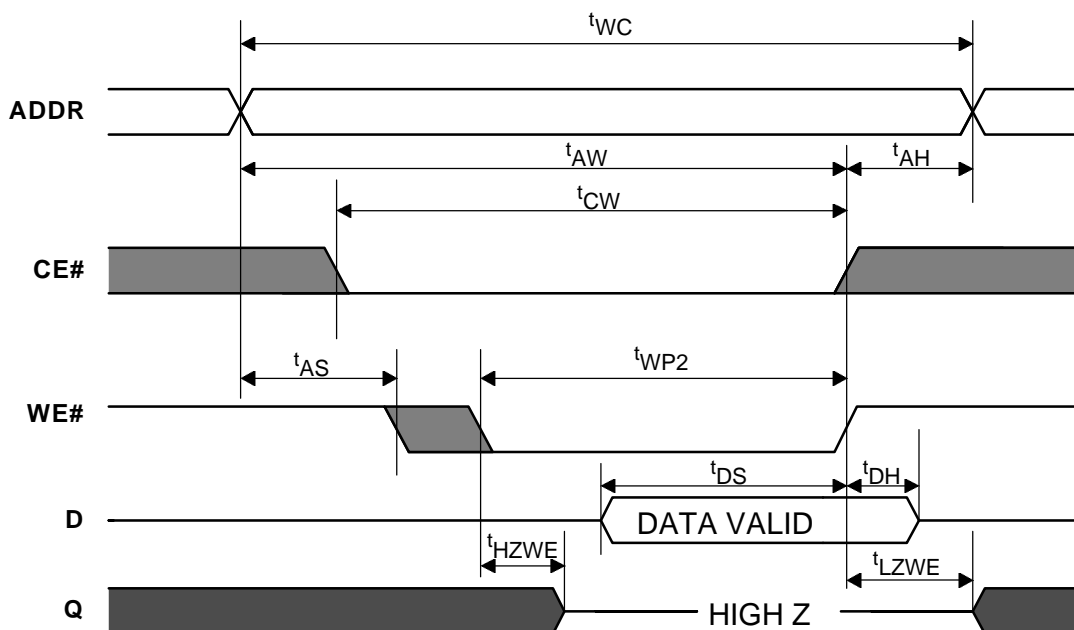 tWC
ADDR
tAW
tAH
tCW
CE#
tAS
tWP2
WE#
tDS
tDH
D
DATA VALID
tHZWE
tLZWE
Q
HIGH Z